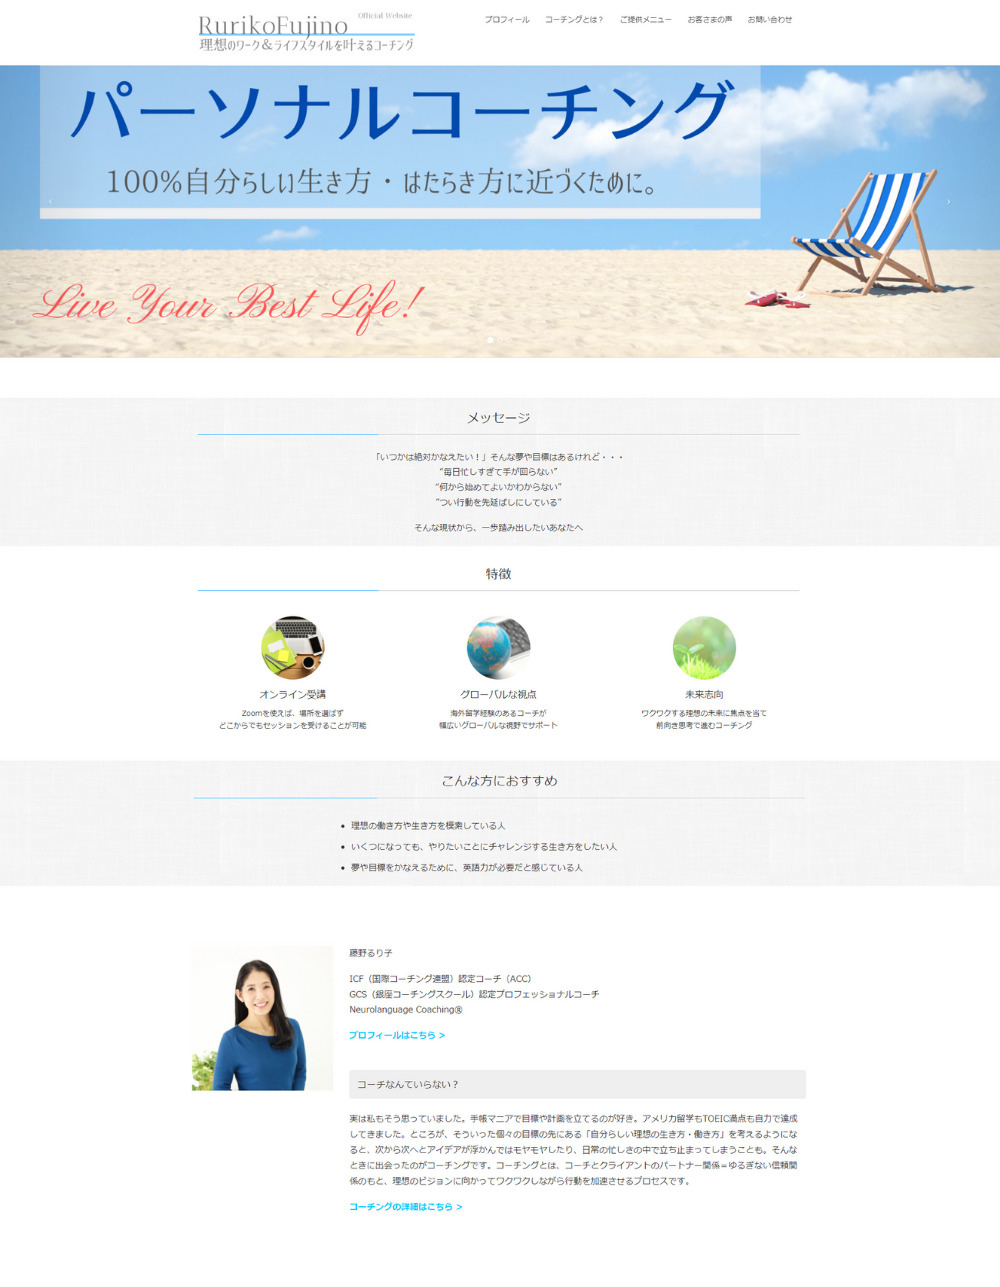 RurikoFujino Official Website
理想のワーク&ライフスタイルを叶えるコーチング
プロフィール コーチングとは? ご提供メニュー お客さまの声 お問い合わせ
パーソナルコーチング
100%自分らしい生き方・はたらき方に近づくために。
Live Your Best Life!
メッセージ
「いつかは絶対かなえたい！」そんな夢や目標はあるけれど・・・
“毎日忙しすぎて手が回らない”
“何から始めてよいかわからない”
“つい行動を先延ばしにしている”
そんな現状から、一歩踏み出したいあなたへ
特徴
オンライン受講 グローバルな視点 未来志向
Zoomを使えば、場所を選ばず
どこからでもセッションを受けることが可能
海外留学経験のあるコーチが
幅広いグローバルな視野でサポート
ワクワクする理想の未来に焦点を当て
前向き思考で進むコーチング
こんな方におすすめ
• 理想の働き方や生き方を模索している人
• いくつになっても、やりたいことにチャレンジする生き方をしたい人
• 夢や目標をかなえるために、英語力が必要だと感じている人
藤野るり子
ICF（国際コーチング連盟）認定コーチ（ACC）
GCS（銀座コーチングスクール）認定プロフェッショナルコーチ
Neurolanguage Coaching®
プロフィールはこちら >
コーチなんていらない？
実は私もそう思っていました。手帳マニアで目標や計画を立てるのが好き。アメリカ留学もTOEIC満点も自力で達成
してきました。ところが、そういった個々の目標の先にある「自分らしい理想の生き方・働き方」を考えるようにな
ると、次から次へとアイデアが浮かんではモヤモヤしたり、日常の忙しさの中で立ち止まってしまうことも。そんな
ときに出会ったのがコーチングです。コーチングとは、コーチとクライアントのパートナー関係＝ゆるぎない信頼関
係のもと、理想のビジョンに向かってワクワクしながら行動を加速させるプロセスです。
コーチングの詳細はこちら >